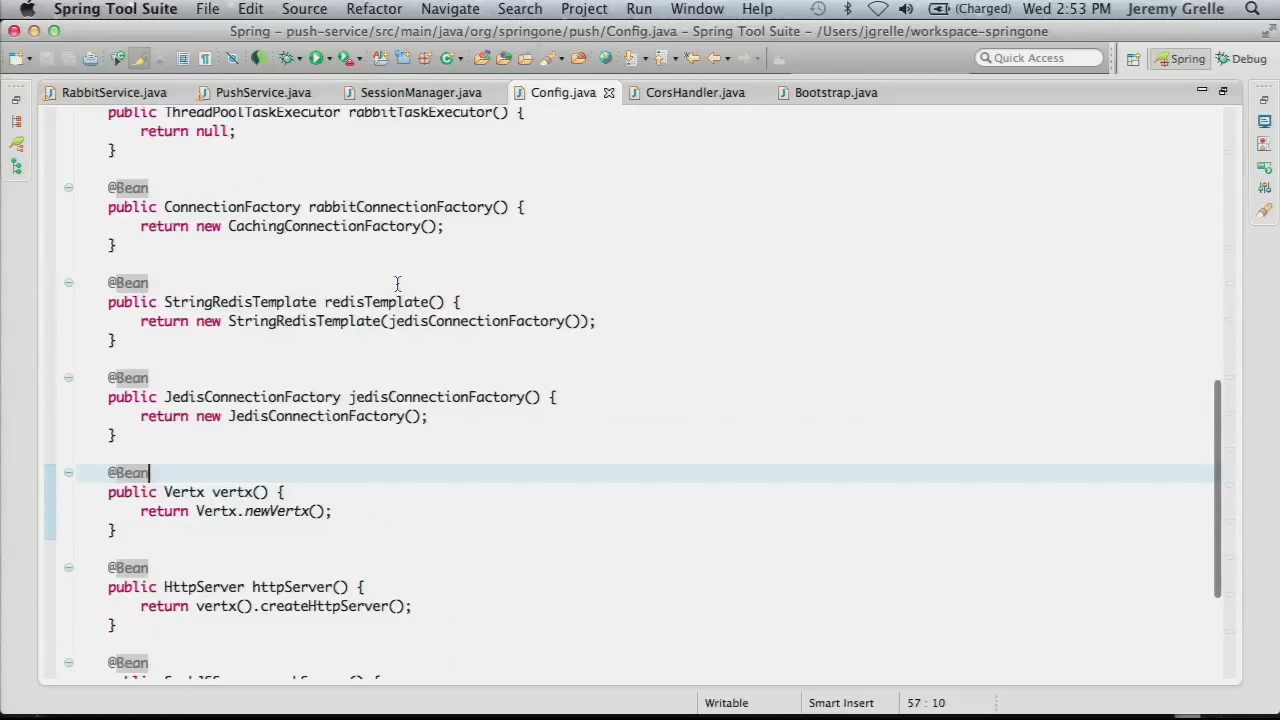 Spring Tool Suite File Edit Source Refactor Navigate Search Project Run Window Help (Charged) Wed 2:53 PM Jeremy Grelle
Spring – push-service/src/main/java/org/springone/push/Config.java – Spring Tool Suite – /Users/jgrelle/workspace-springone
Quick Access Spring Debug
RabbitService.java PushService.java SessionManager.java Config.java CorsHandler.java Bootstrap.java
public ThreadPoolTaskExecutor rabbitTaskExecutor() {
return null;
}
@Bean
public ConnectionFactory rabbitConnectionFactory() {
return new CachingConnectionFactory();
}
@Bean
public StringRedisTemplate redisTemplate() {
return new StringRedisTemplate(jedisConnectionFactory());
}
@Bean
public JedisConnectionFactory jedisConnectionFactory() {
return new JedisConnectionFactory();
}
@Bean
public Vertx vertx() {
return Vertx.newVertx();
}
@Bean
public HttpServer httpServer() {
return vertx().createHttpServer();
}
@Bean
Writable Smart Insert 57 : 10